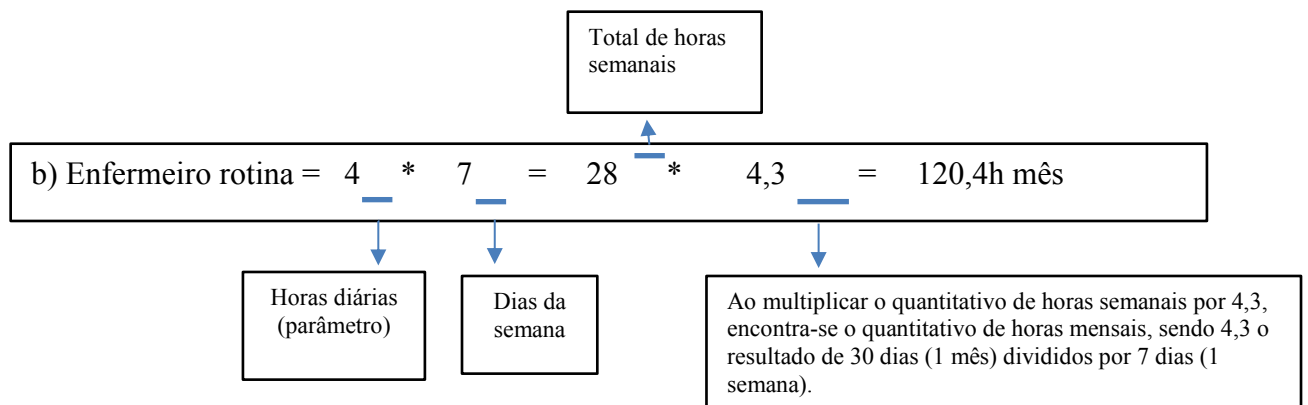 Total de horas
semanais
b) Enfermeiro rotina = 4 * 7 = 28 * 4,3 = 120,4h mês
Horas diárias
(parâmetro)
Dias da
semana
Ao multiplicar o quantitativo de horas semanais por 4,3,
encontra-se o quantitativo de horas mensais, sendo 4,3 o
resultado de 30 dias (1 mês) divididos por 7 dias (1
semana).